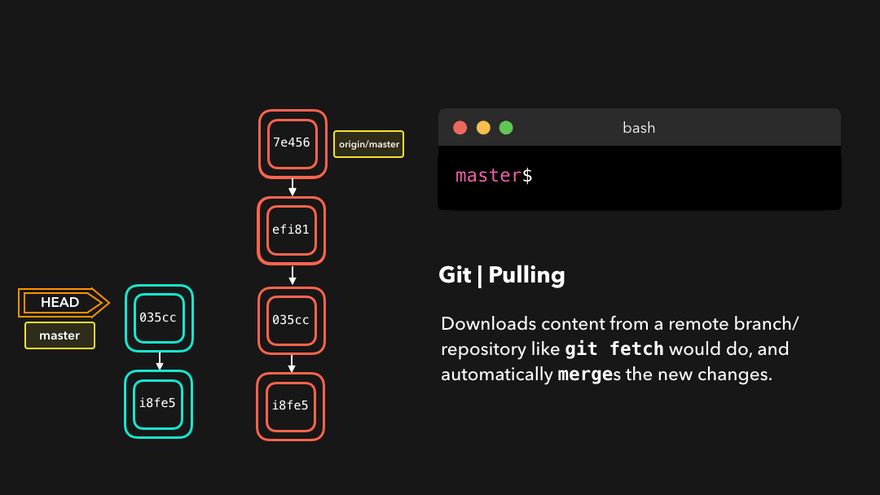 7e456
origin/master
efi81
HEAD
master
035cc
035cc
i8fe5
i8fe5
bash
master$
Git | Pulling
Downloads content from a remote branch/
repository like git fetch would do, and
automatically merges the new changes.